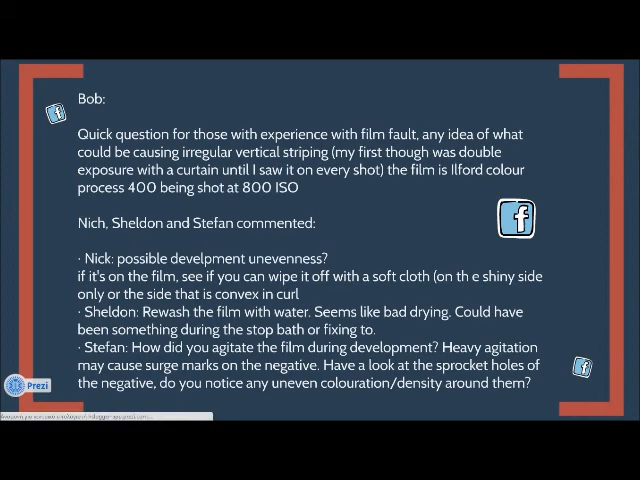 Bob:
Quick question for those with experience with film fault, any idea of what
could be causing irregular vertical striping (my first though was double
exposure with a curtain until I saw it on every shot) the film is Ilford colour
process 400 being shot at 800 ISO
Nich, Sheldon and Stefan commented:
· Nick: possible develpment unevenness?
if it's on the film, see if you can wipe it off with a soft cloth (on th e shiny side
only or the side that is convex in curl
· Sheldon: Rewash the film with water. Seems like bad drying. Could have
been something during the stop bath or fixing to.
· Stefan: How did you agitate the film during development? Heavy agitation
may cause surge marks on the negative. Have a look at the sprocket holes of
the negative, do you notice any uneven colouration/density around them?
Prezi